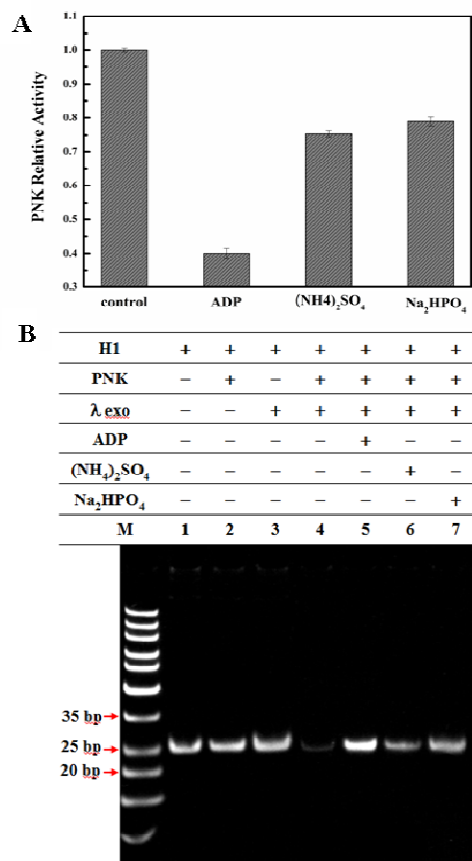 A
1.1
1.0
0.9
0.8
0.7
0.6
0.5
0.4
0.3
PNK Relative Activity
control ADP (NH4)₂SO₄ Na₂HPO₄
B
H1 + + + + + + +
PNK – + – + + + +
λ exo – – + + + + +
ADP – – – – + – –
(NH₄)₂SO₄ – – – – – + –
Na₂HPO₄ – – – – – – +
M 1 2 3 4 5 6 7
35 bp
25 bp
20 bp